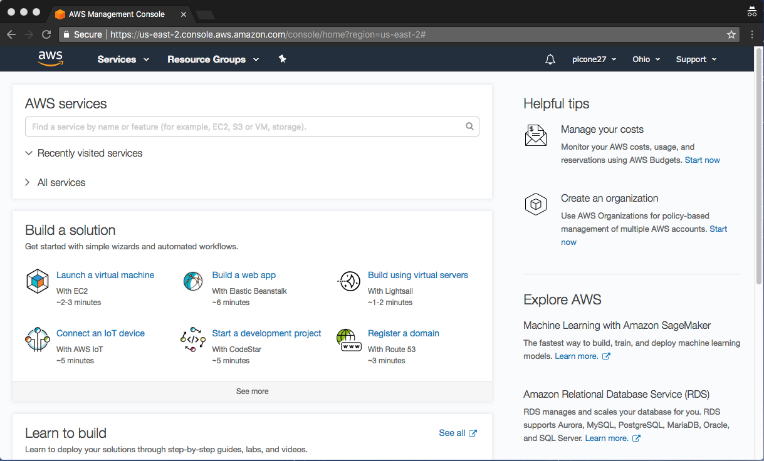 AWS Management Console
Secure https://us-east-2.console.aws.amazon.com/console/home?region=us-east-2#
aws Services Resource Groups picone27 Ohio Support
AWS services
Find a service by name or feature (for example, EC2, S3 or VM, storage).
Recently visited services
All services
Build a solution
Get started with simple wizards and automated workflows.
Launch a virtual machine
With EC2
~2-3 minutes
Build a web app
With Elastic Beanstalk
~6 minutes
Build using virtual servers
With Lightsail
~1-2 minutes
Connect an IoT device
With AWS IoT
~5 minutes
Start a development project
With CodeStar
~5 minutes
Register a domain
With Route 53
~3 minutes
See more
Learn to build
See all
Learn to deploy your solutions through step-by-step guides, labs, and videos.
Helpful tips
Manage your costs
Monitor your AWS costs, usage, and
reservations using AWS Budgets. Start now
Create an organization
Use AWS Organizations for policy-based
management of multiple AWS accounts. Start
now
Explore AWS
Machine Learning with Amazon SageMaker
The fastest way to build, train, and deploy machine learning
models. Learn more.
Amazon Relational Database Service (RDS)
RDS manages and scales your database for you. RDS
supports Aurora, MySQL, PostgreSQL, MariaDB, Oracle,
and SQL Server. Learn more.